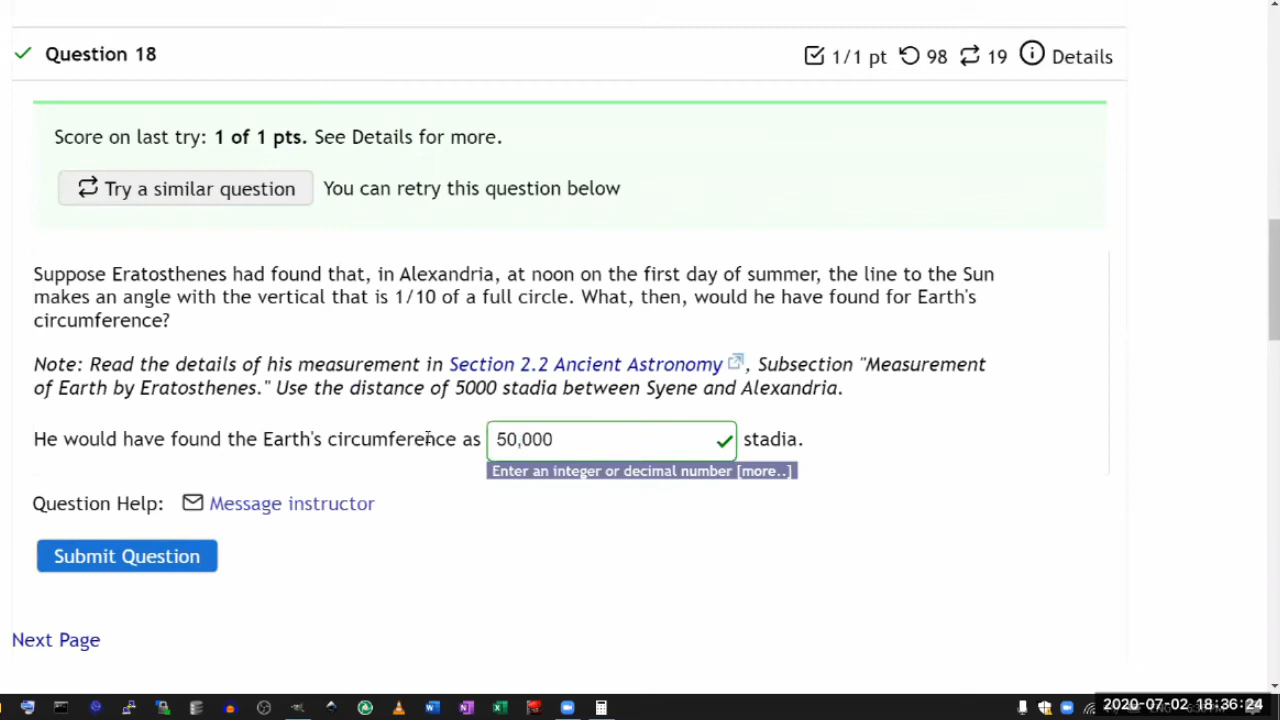 Question 18
1/1 pt 98 19 Details
Score on last try: 1 of 1 pts. See Details for more.
Try a similar question You can retry this question below
Suppose Eratosthenes had found that, in Alexandria, at noon on the first day of summer, the line to the Sun
makes an angle with the vertical that is 1/10 of a full circle. What, then, would he have found for Earth's
circumference?
Note: Read the details of his measurement in Section 2.2 Ancient Astronomy , Subsection "Measurement
of Earth by Eratosthenes." Use the distance of 5000 stadia between Syene and Alexandria.
He would have found the Earth's circumference as 50,000 stadia.
Enter an integer or decimal number [more..]
Question Help: Message instructor
Submit Question
Next Page
2020-07-02 18:36:24